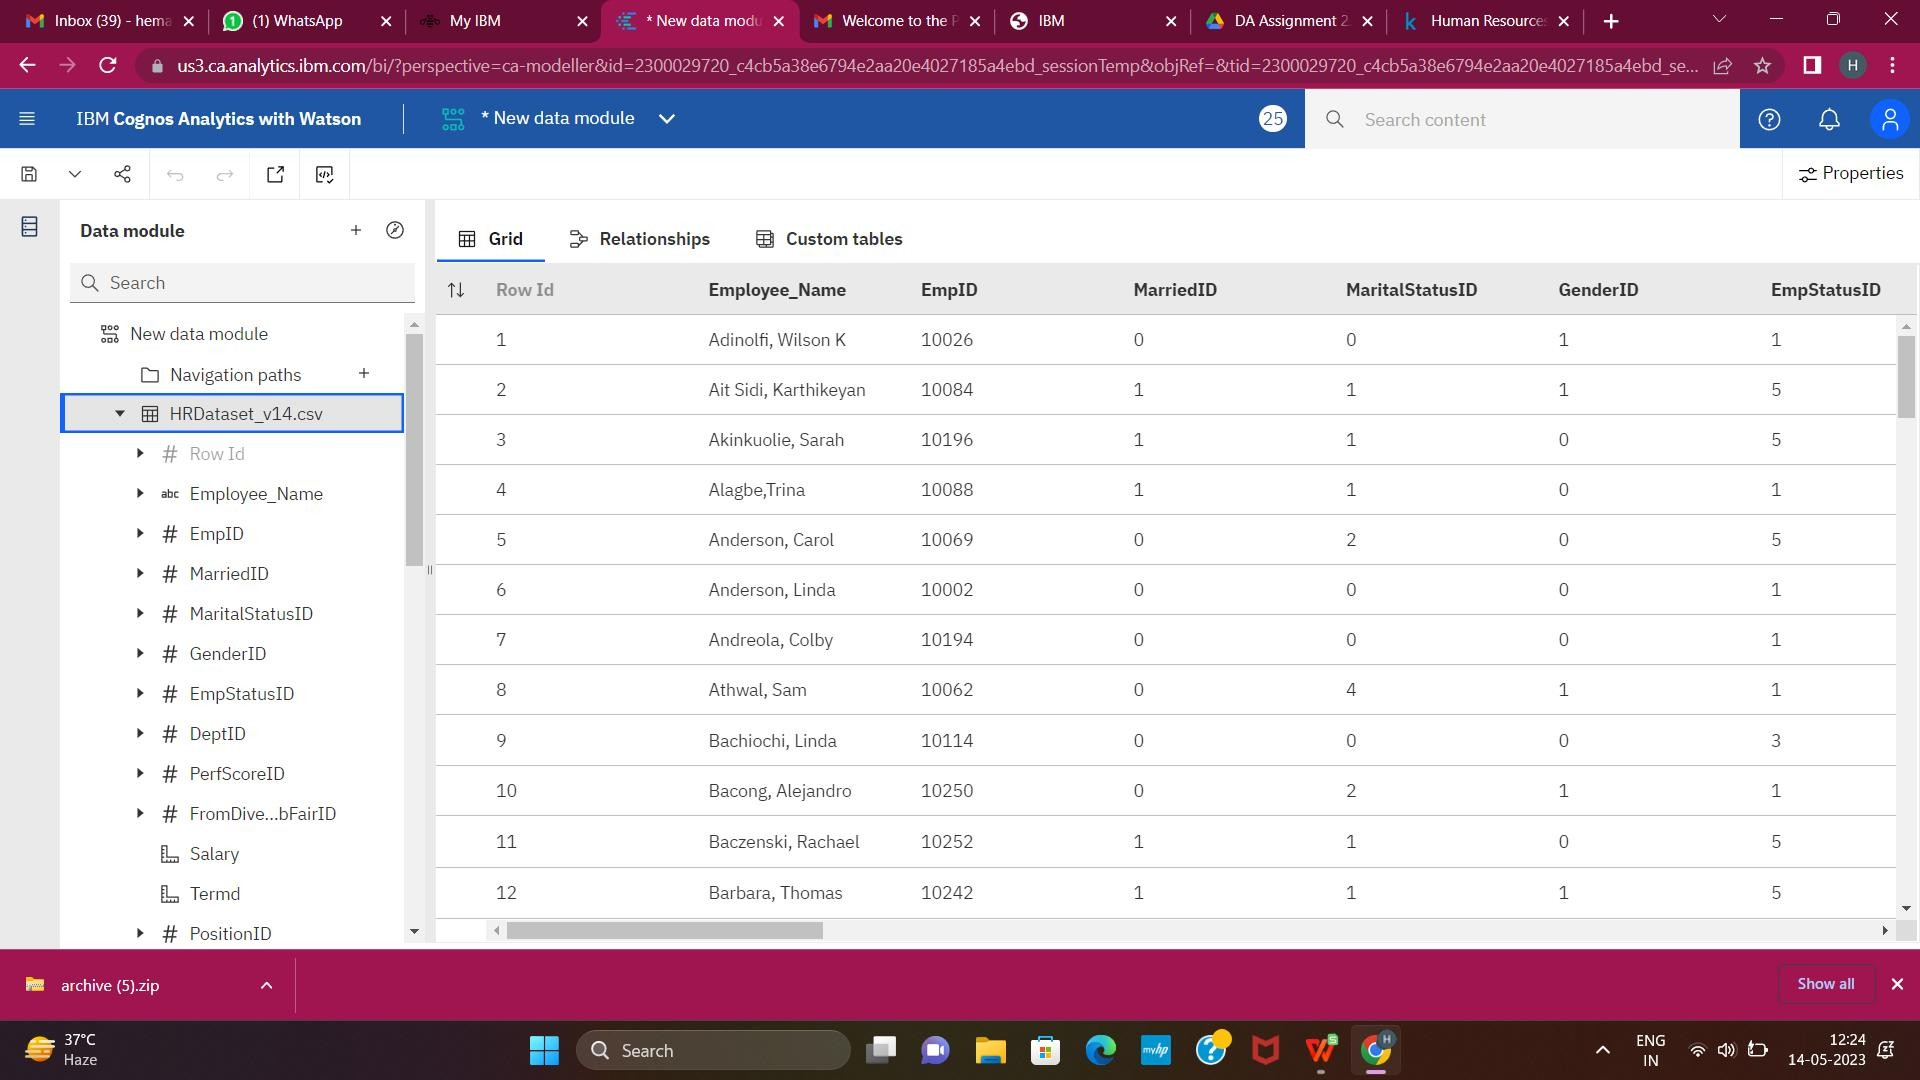 Inbox (39) - hema
(1) WhatsApp
My IBM
* New data modu
Welcome to the P
IBM
DA Assignment 2.
Human Resources
us3.ca.analytics.ibm.com/bi/?perspective=ca-modeller&id=2300029720_c4cb5a38e6794e2aa20e4027185a4ebd_sessionTemp&objRef=&tid=2300029720_c4cb5a38e6794e2aa20e4027185a4ebd_se...
H
IBM Cognos Analytics with Watson
* New data module
25
Search content
Properties
Data module
Search
New data module
Navigation paths
HRDataset_v14.csv
# Row Id
abc Employee_Name
# EmpID
# MarriedID
# MaritalStatusID
# GenderID
# EmpStatusID
# DeptID
# PerfScoreID
# FromDive...bFairID
Salary
Termd
# PositionID
Grid Relationships Custom tables
Row Id Employee_Name EmpID MarriedID MaritalStatusID GenderID EmpStatusID
1 Adinolfi, Wilson K 10026 0 0 1 1
2 Ait Sidi, Karthikeyan 10084 1 1 1 5
3 Akinkuolie, Sarah 10196 1 1 0 5
4 Alagbe,Trina 10088 1 1 0 1
5 Anderson, Carol 10069 0 2 0 5
6 Anderson, Linda 10002 0 0 0 1
7 Andreola, Colby 10194 0 0 0 1
8 Athwal, Sam 10062 0 4 1 1
9 Bachiochi, Linda 10114 0 0 0 3
10 Bacong, Alejandro 10250 0 2 1 1
11 Baczenski, Rachael 10252 1 1 0 5
12 Barbara, Thomas 10242 1 1 1 5
archive (5).zip
Show all
37°C
Haze
Search
myhp
H
ENG
IN
12:24
14-05-2023